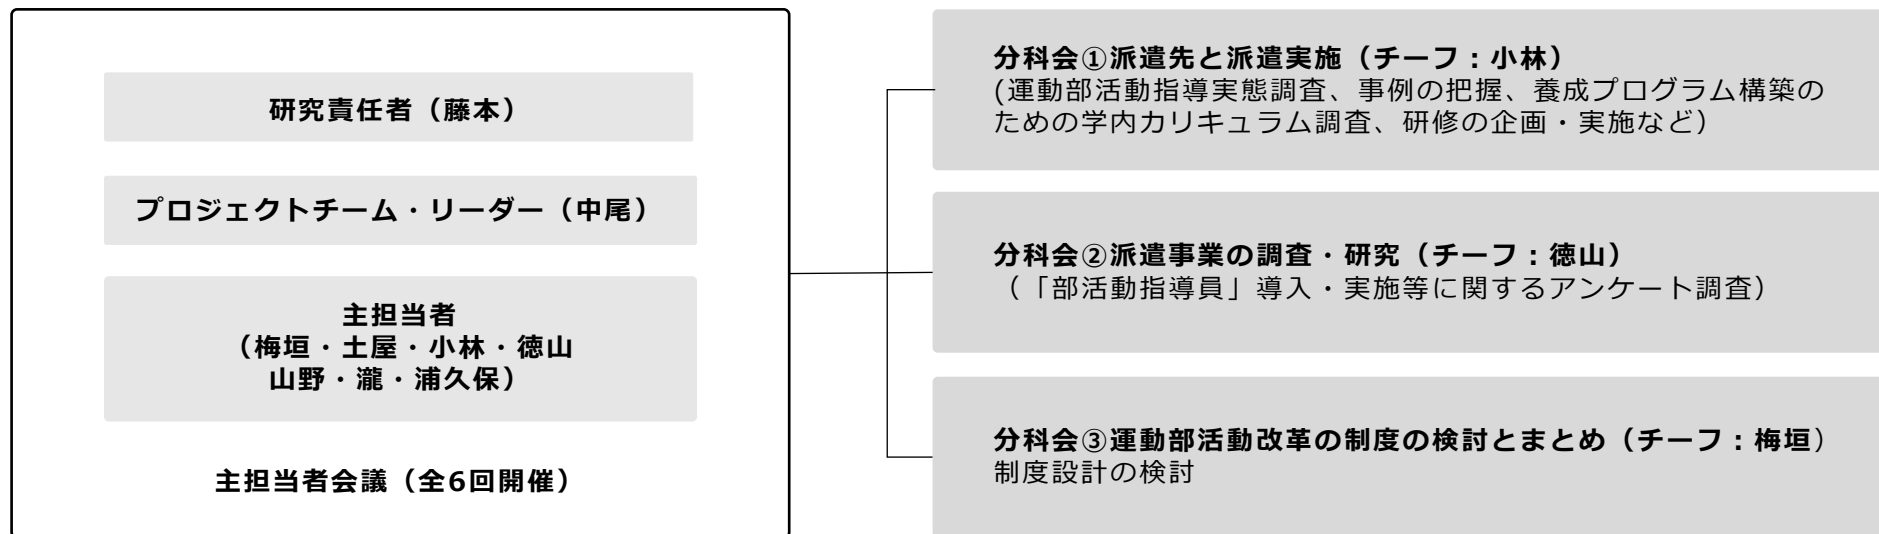 研究責任者（藤本）
プロジェクトチーム・リーダー（中尾）
主担当者
（梅垣・土屋・小林・徳山
山野・瀧・浦久保）
主担当者会議（全6回開催）
分科会①派遣先と派遣実施（チーフ：小林）
(運動部活動指導実態調査、事例の把握、養成プログラム構築の
ための学内カリキュラム調査、研修の企画・実施など）
分科会②派遣事業の調査・研究（チーフ：徳山）
（「部活動指導員」導入・実施等に関するアンケート調査）
分科会③運動部活動改革の制度の検討とまとめ（チーフ：梅垣）
制度設計の検討